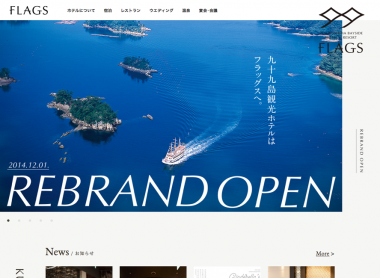 FLAGS
ホテルについて
宿泊
レストラン
ウエディング
温泉
宴会・会議
RESORT
FLAGS
九十九島観光ホテルは
フラッグスへ。
REBRAND OPEN
2014.12.01.
REBRAND OPEN
News / お知らせ
More >